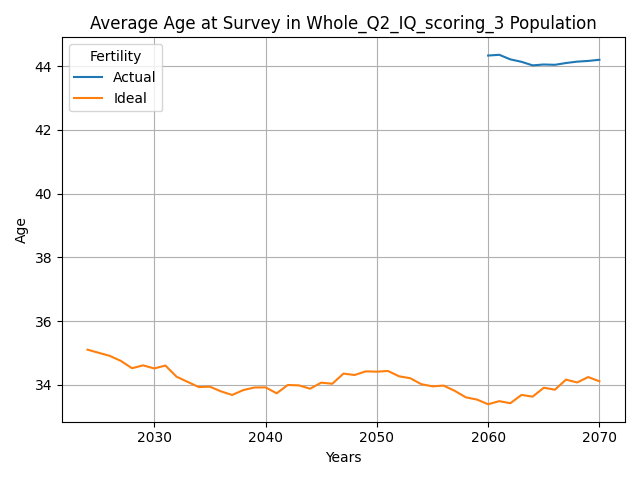 Average Age at Survey in Whole_Q2_IQ_scoring_3 Population
Fertility
Actual
Ideal
Age
44
42
40
38
36
34
2030
2040
2050
2060
2070
Years